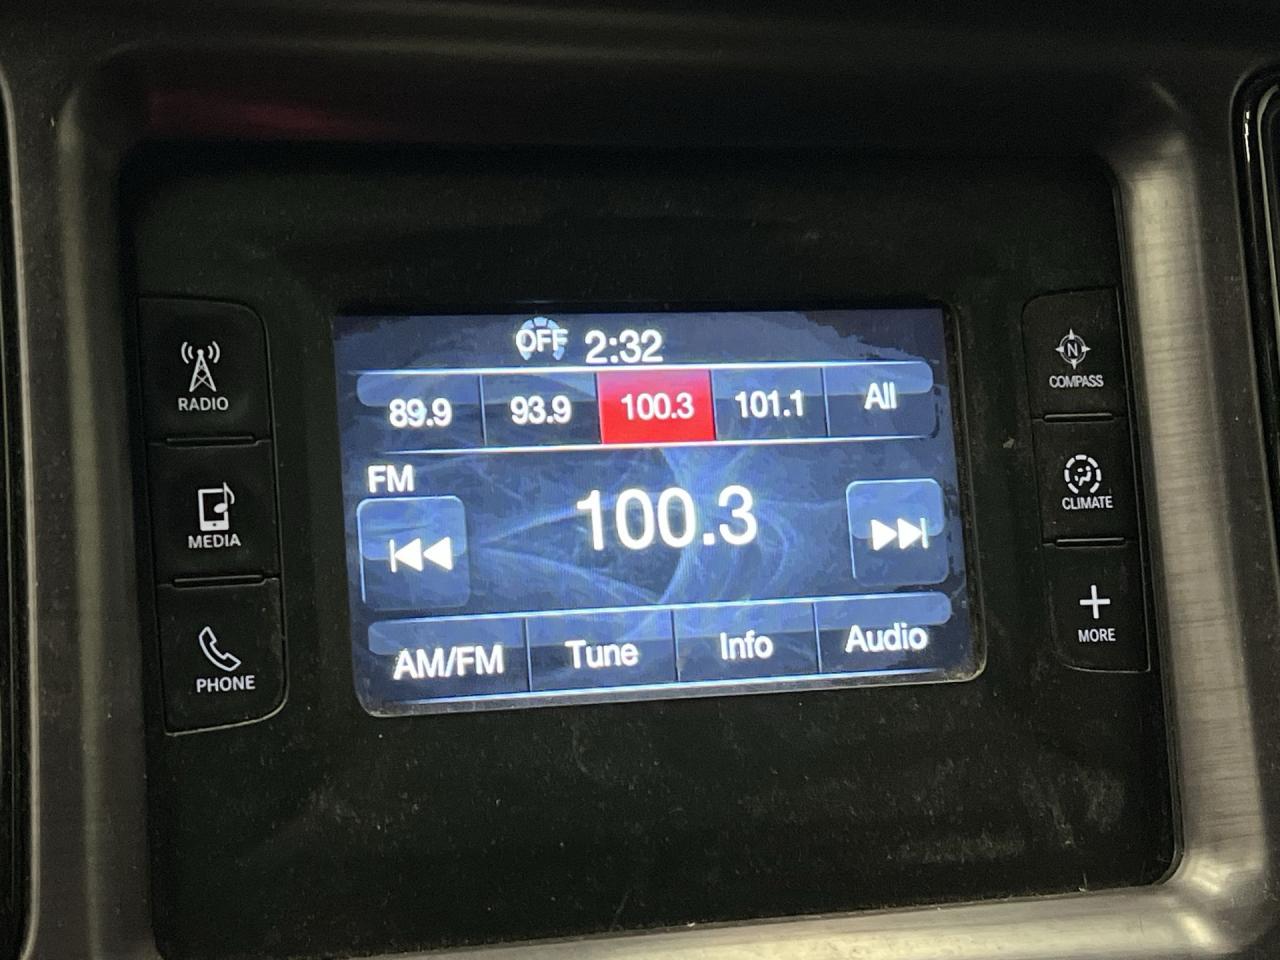 OFF 2:32
89.9 93.9 100.3 101.1 All
FM
100.3
AM/FM Tune Info Audio
RADIO
MEDIA
PHONE
N
COMPASS
CLIMATE
MORE